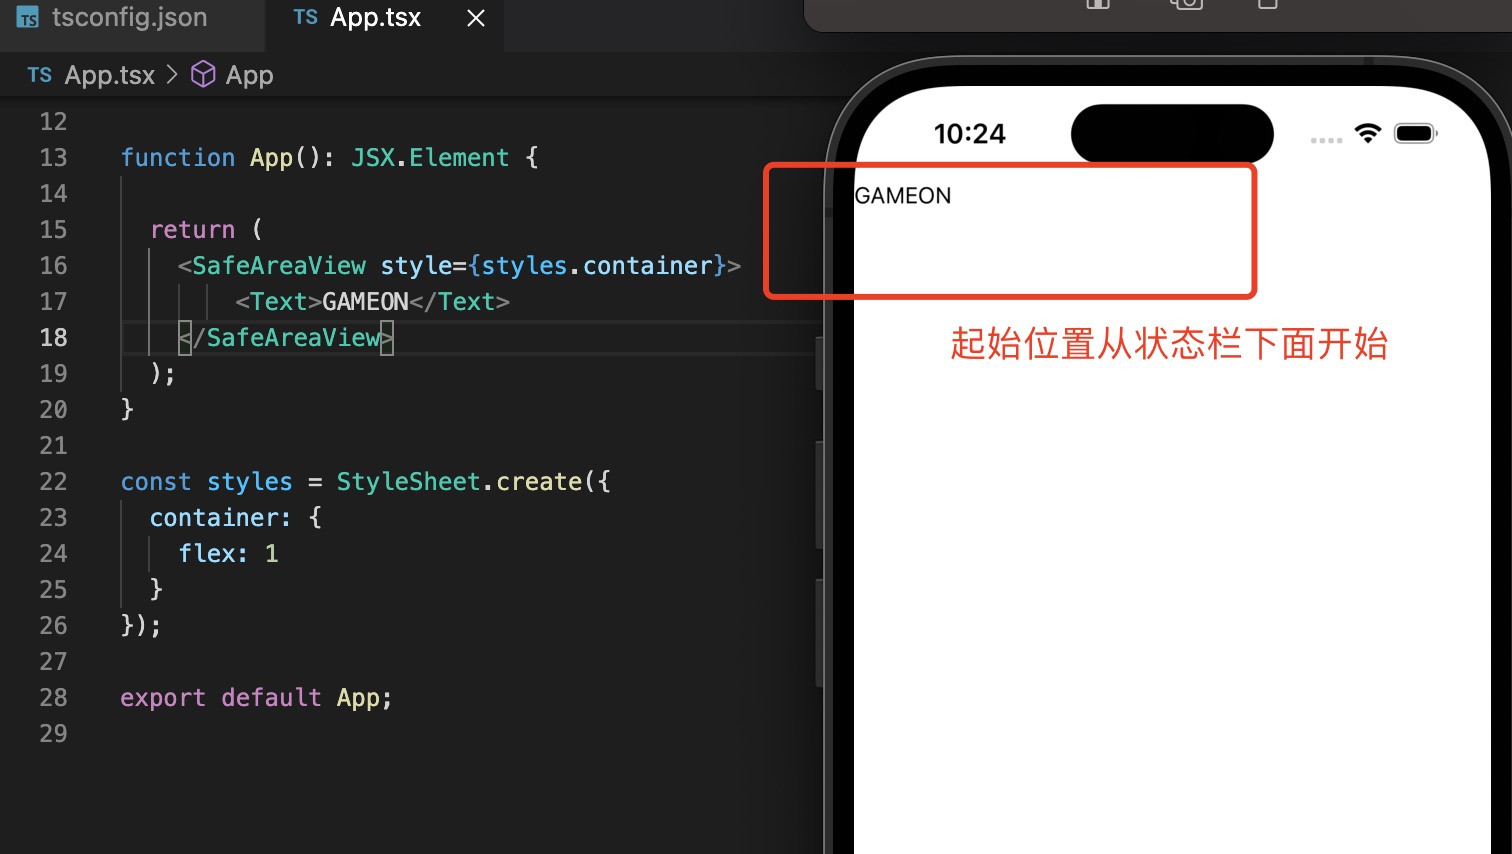 TS tsconfig.json
TS App.tsx
TS App.tsx > App
12
13 function App(): JSX.Element {
14
15 return (
16 <SafeAreaView style={styles.container}>
17 <Text>GAMEON</Text>
18 </SafeAreaView>
19 );
20 }
21
22 const styles = StyleSheet.create({
23 container: {
24 flex: 1
25 }
26 });
27
28 export default App;
29
10:24
GAMEON
起始位置从状态栏下面开始